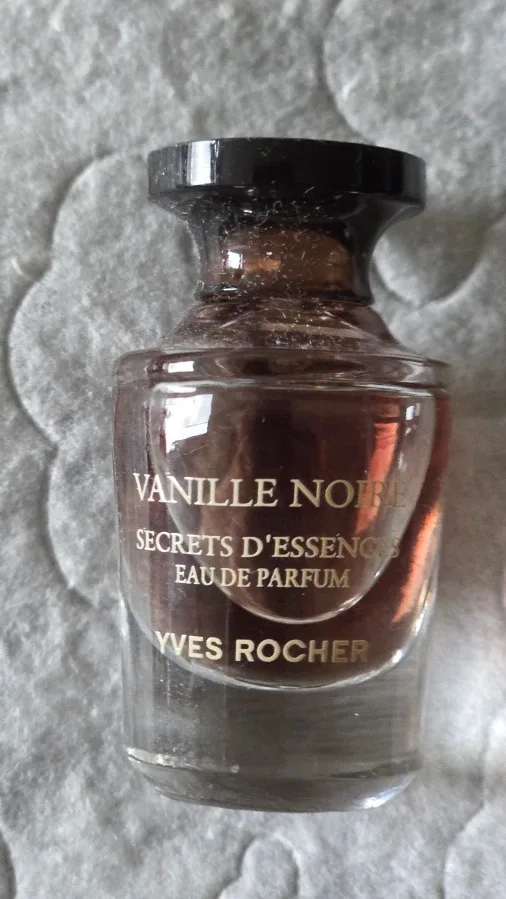 VANILLE NOIRE
SECRETS D'ESSENCES
EAU DE PARFUM
YVES ROCHER